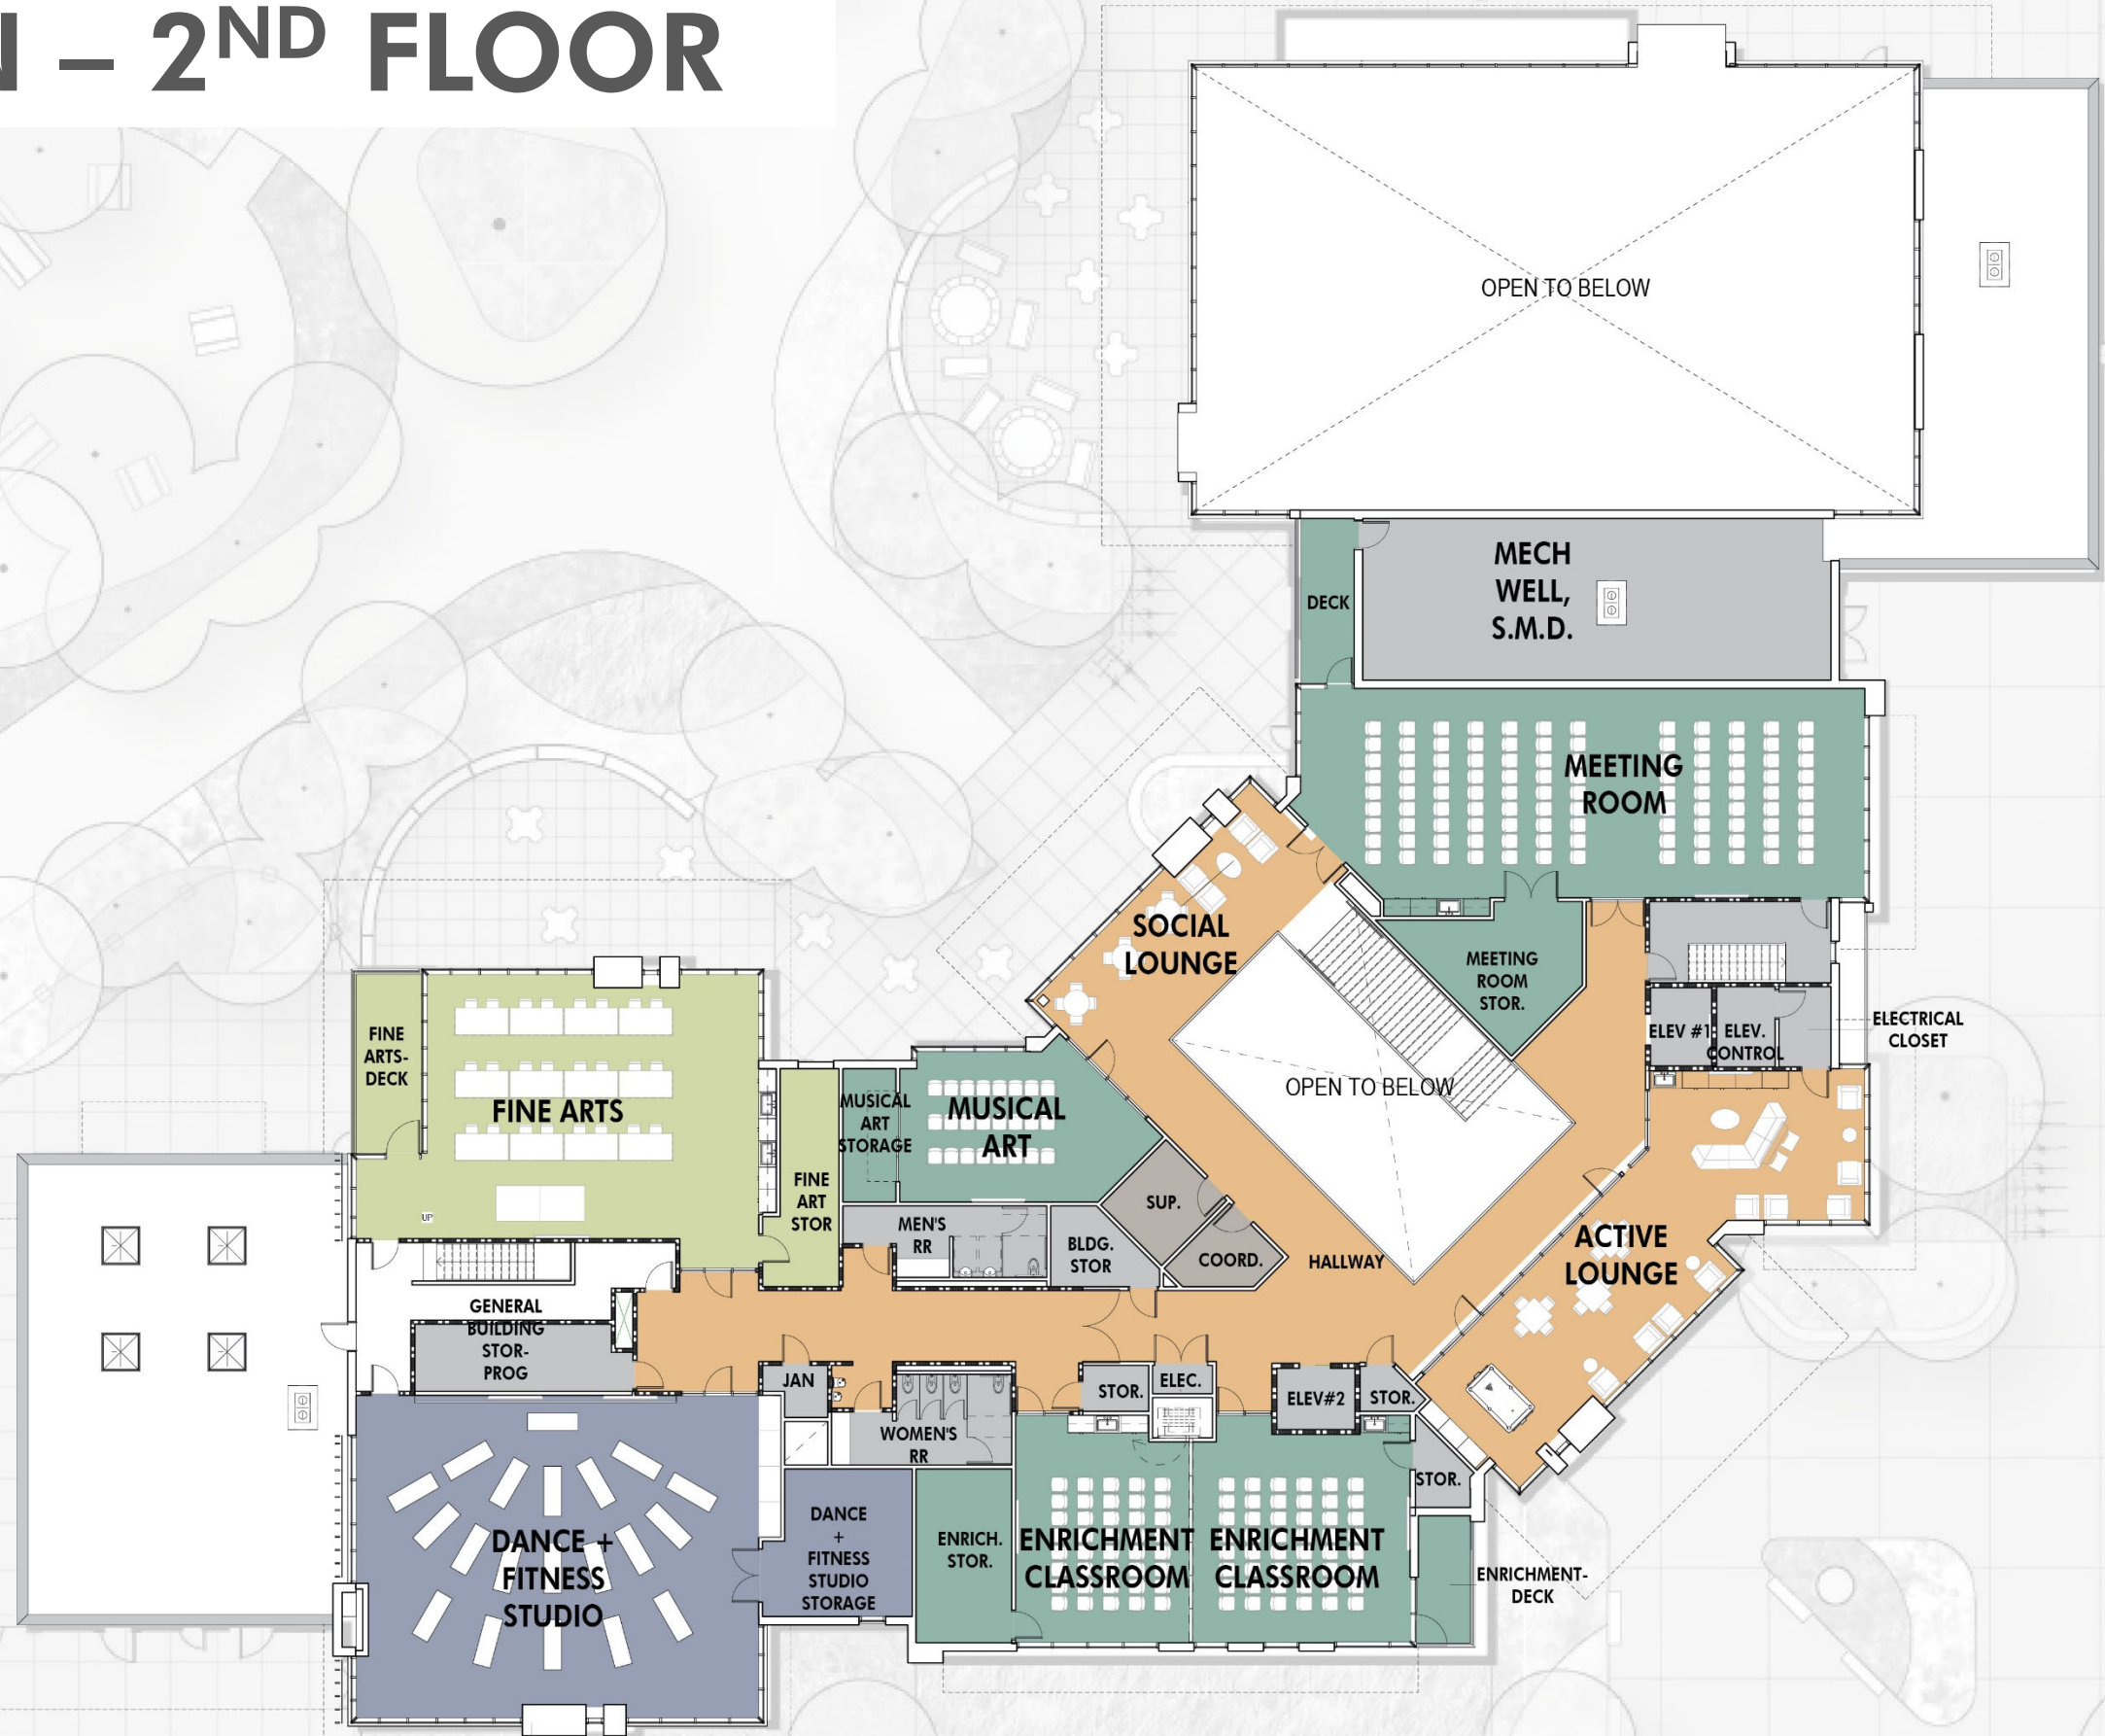 N – 2ND FLOOR
OPEN TO BELOW
MECH
WELL,
S.M.D.
DECK
MEETING
ROOM
SOCIAL
LOUNGE
MEETING
ROOM
STOR.
ELEV #1
ELEV.
CONTROL
ELECTRICAL
CLOSET
OPEN TO BELOW
FINE
ARTS-
DECK
FINE ARTS
MUSICAL
ART
STORAGE
MUSICAL
ART
FINE
ART
STOR
UP
SUP.
MEN'S
RR
BLDG.
STOR
COORD.
HALLWAY
ACTIVE
LOUNGE
GENERAL
BUILDING
STOR-
PROG
JAN
STOR.
ELEC.
ELEV#2
STOR.
WOMEN'S
RR
STOR.
DANCE +
FITNESS
STUDIO
DANCE
+
FITNESS
STUDIO
STORAGE
ENRICH.
STOR.
ENRICHMENT
CLASSROOM
ENRICHMENT
CLASSROOM
ENRICHMENT-
DECK